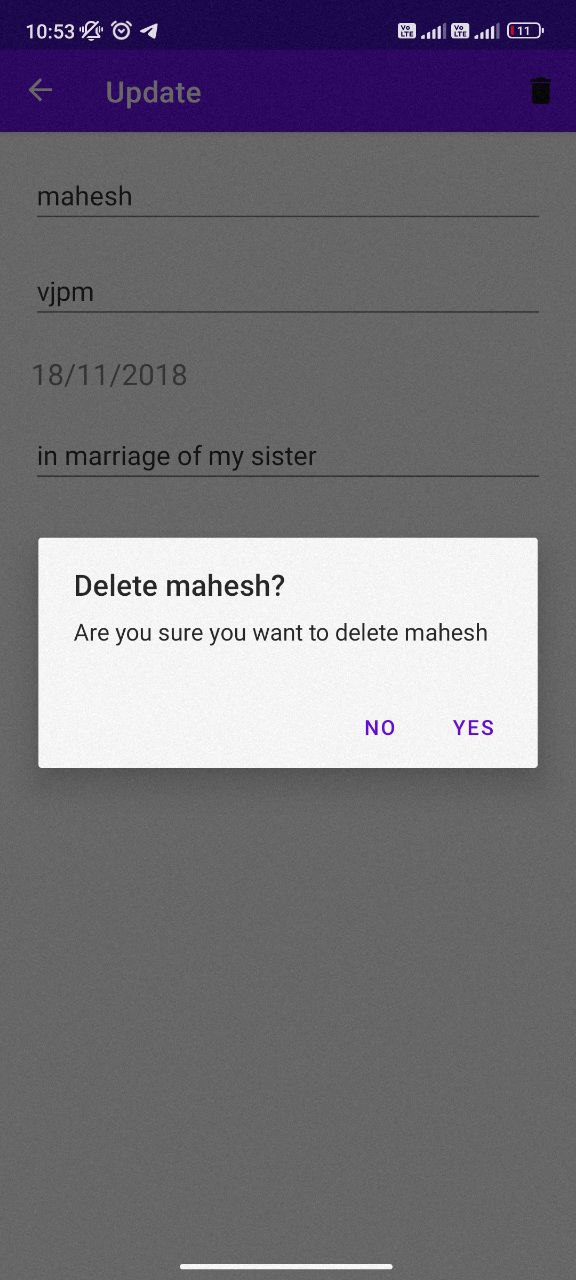 10:53
Vo LTE Vo LTE 11
Update
mahesh
vjpm
18/11/2018
in marriage of my sister
Delete mahesh?
Are you sure you want to delete mahesh
NO YES